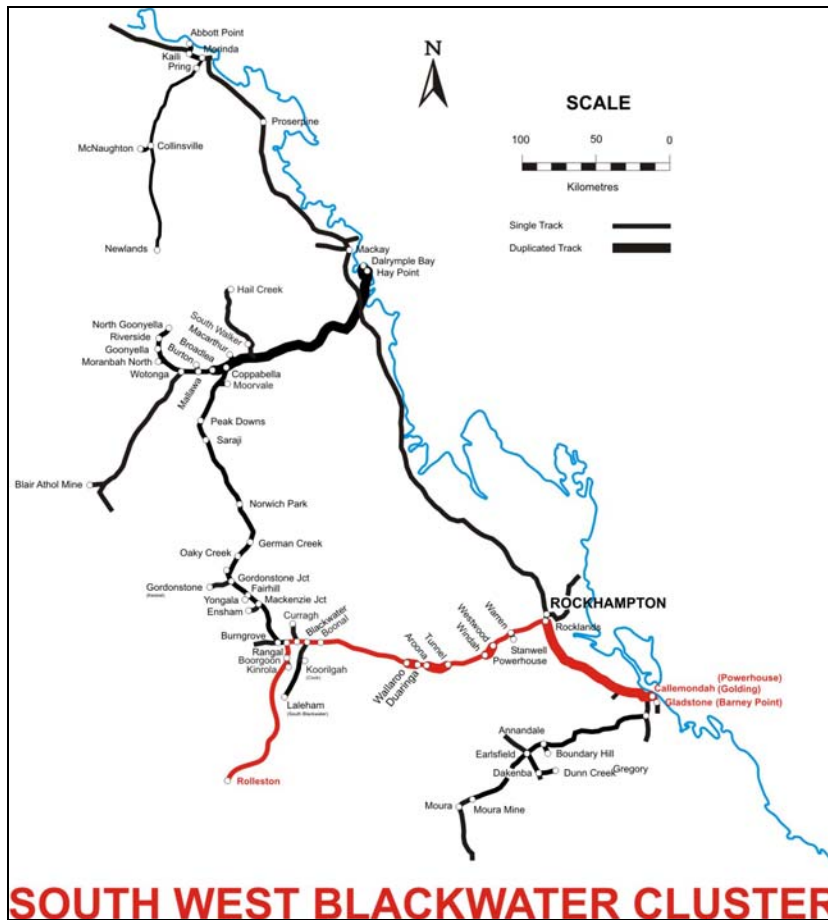 Abbott Point
Kaili
Morinda
Pring
N
SCALE
100 50 0
Kilometres
Single Track
Duplicated Track
Proserpine
McNaughton
Collinsville
Newlands
Mackay
Dalrymple Bay
Hay Point
Hail Creek
South Walker
Macarthur
North Goonyella
Riverside
Goonyella
Moranbah North
Broadlea
Burton
Wotonga
Mallawa
Coppabella
Moorvale
Peak Downs
Saraji
Blair Athol Mine
Norwich Park
German Creek
Oaky Creek
Gordonstone Jct
Gordonstone
Fairhill
Yongala
Mackenzie Jct
Ensham
Curragh
Blackwater
Boonal
Burngrove
Rangal
Boorgoon
Kinrola
Koorilgah
(Cook)
Laleham
(South Blackwater)
Rolleston
Wallaroo
Duaringa
Aroona
Tunnel
Windah
Westwood
Warren
Stanwell
Powerhouse
ROCKHAMPTON
Rocklands
(Powerhouse)
Callemondah (Golding)
Gladstone (Barney Point)
Annandale
Earlsfield
Boundary Hill
Dakenba
Dunn Creek
Gregory
Moura
Moura Mine
SOUTH WEST BLACKWATER CLUSTER